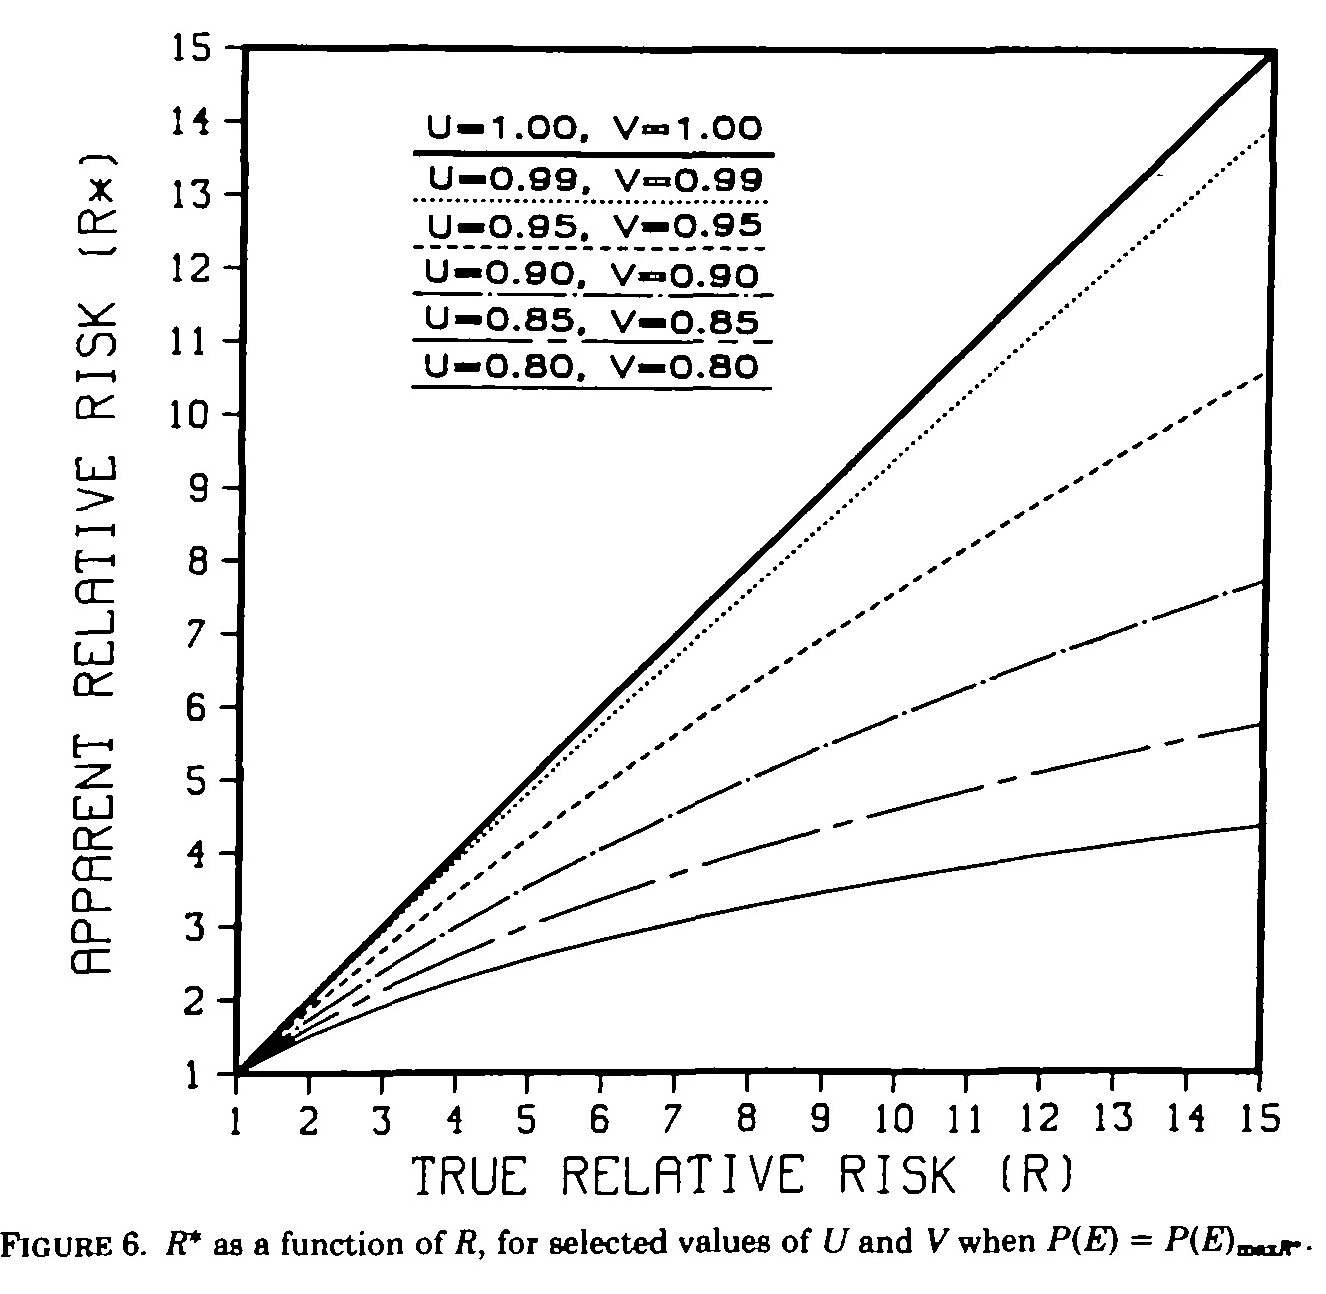 APPARENT RELATIVE RISK (R*)
15
14
13
12
11
10
9
8
7
6
5
4
3
2
1
U=1.00, V=1.00
U=0.99, V=0.99
U=0.95, V=0.95
U=0.90, V=0.90
U=0.85, V=0.85
U=0.80, V=0.80
1 2 3 4 5 6 7 8 9 10 11 12 13 14 15
TRUE RELATIVE RISK (R)
FIGURE 6. R* as a function of R, for selected values of U and V when P(E) = P(E)maxR*.